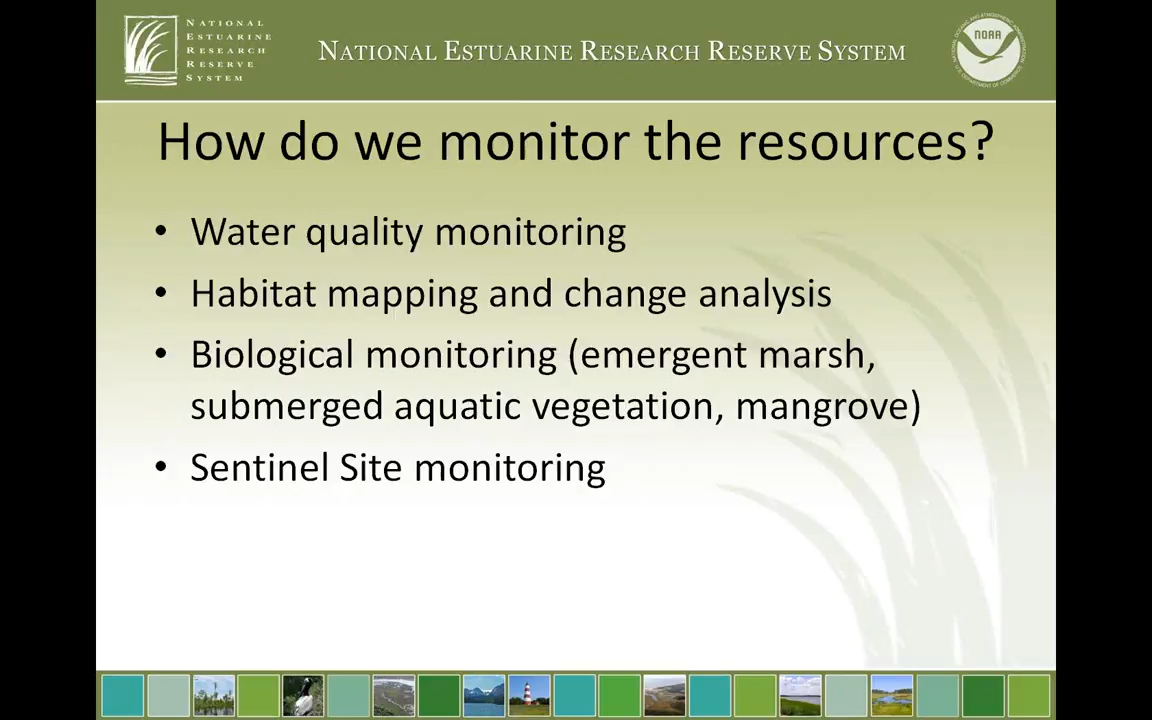 NATIONAL
ESTUARINE
RESEARCH
RESERVE
SYSTEM
NATIONAL ESTUARINE RESEARCH RESERVE SYSTEM
NOAA
How do we monitor the resources?
• Water quality monitoring
• Habitat mapping and change analysis
• Biological monitoring (emergent marsh,
submerged aquatic vegetation, mangrove)
• Sentinel Site monitoring